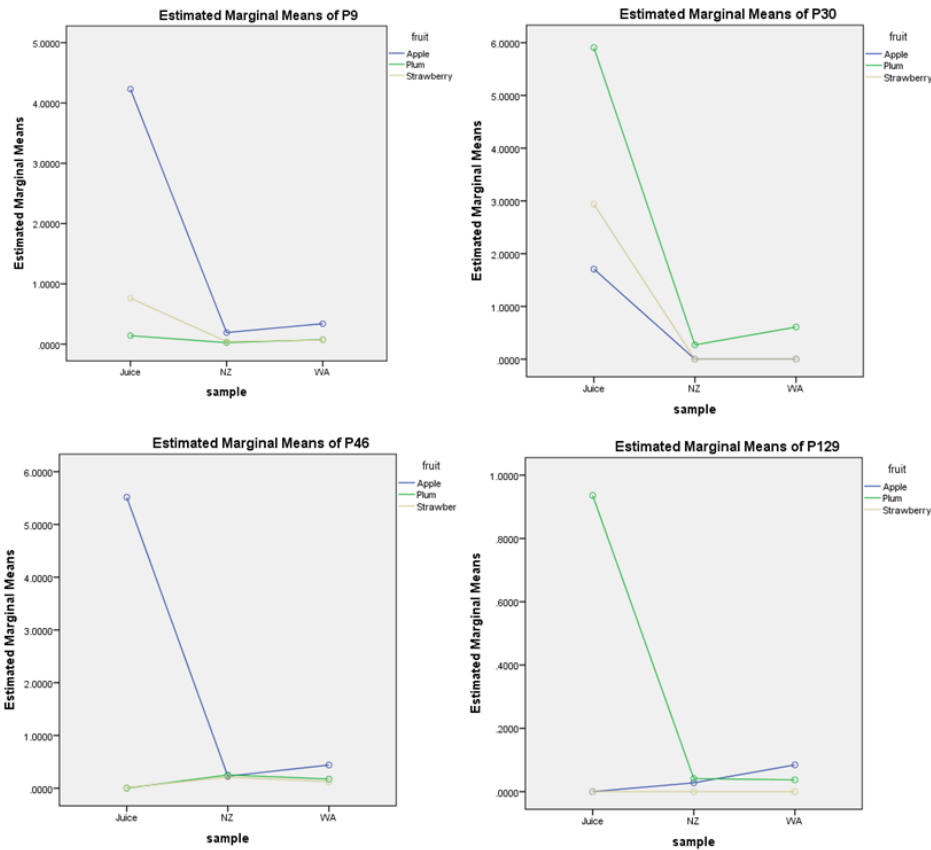 Estimated Marginal Means of P9
fruit
Apple
Plum
Strawberry
5.0000
4.0000
3.0000
2.0000
1.0000
.0000
Estimated Marginal Means
Juice NZ WA
sample
Estimated Marginal Means of P30
fruit
Apple
Plum
Strawberry
6.0000
5.0000
4.0000
3.0000
2.0000
1.0000
.0000
Estimated Marginal Means
Juice NZ WA
sample
Estimated Marginal Means of P46
fruit
Apple
Plum
Strawber
6.0000
5.0000
4.0000
3.0000
2.0000
1.0000
.0000
Estimated Marginal Means
Juice NZ WA
sample
Estimated Marginal Means of P129
fruit
Apple
Plum
Strawberry
1.0000
.8000
.6000
.4000
.2000
.0000
Estimated Marginal Means
Juice NZ WA
sample